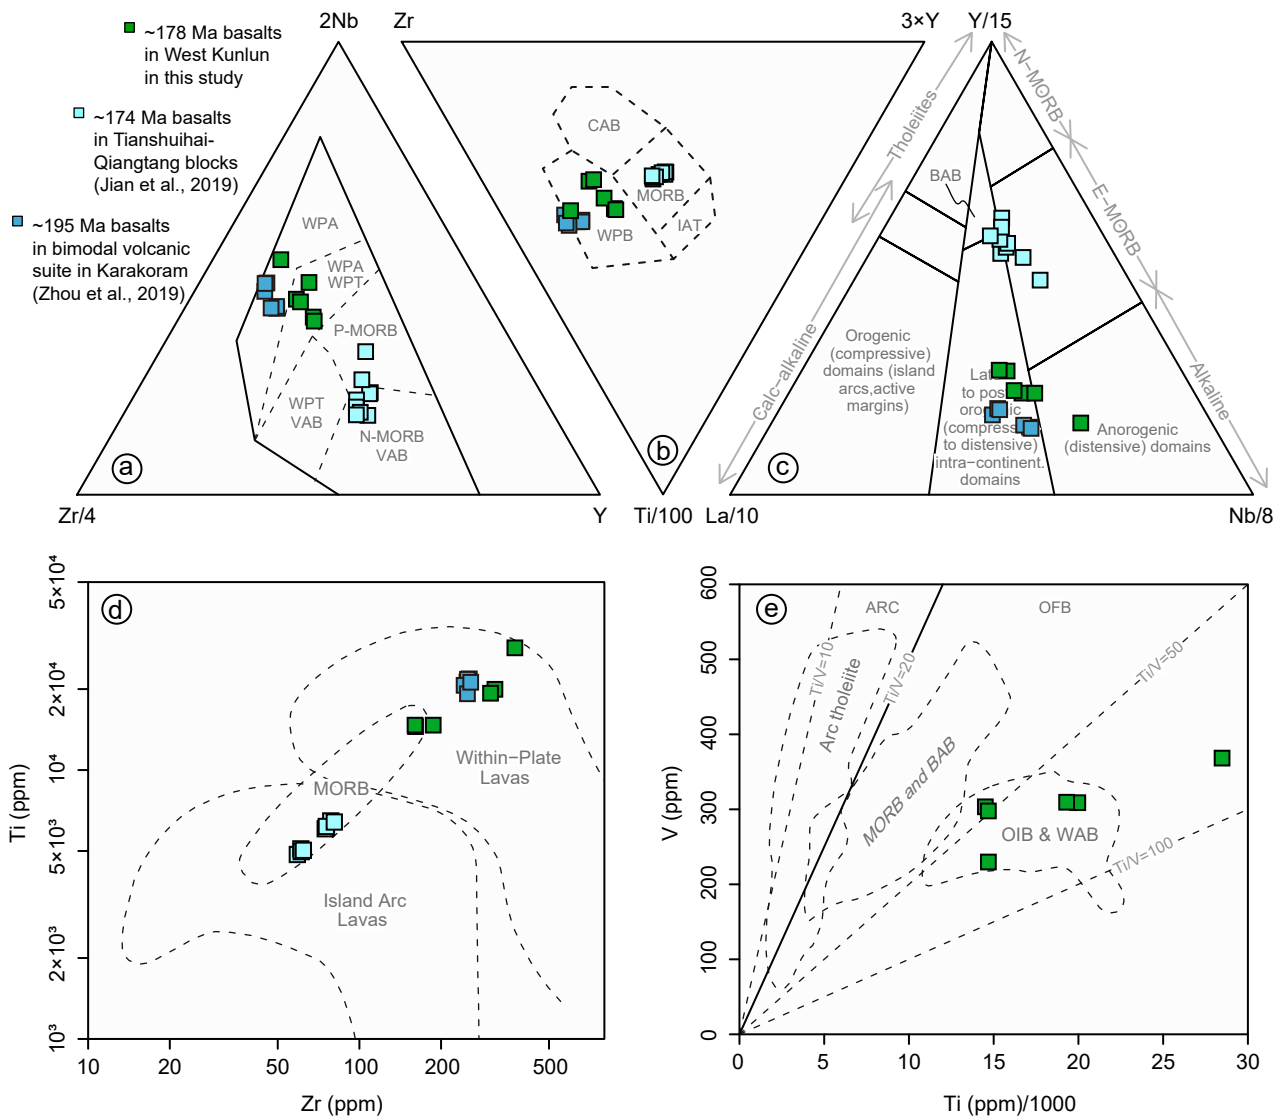 ~178 Ma basalts
in West Kunlun
in this study
~174 Ma basalts
in Tianshuihai-
Qiangtang blocks
(Jian et al., 2019)
~195 Ma basalts
in bimodal volcanic
suite in Karakoram
(Zhou et al., 2019)
2Nb
WPA
WPA
WPT
P-MORB
WPT
VAB
N-MORB
VAB
a
Zr/4
Y
Zr
3×Y
CAB
MORB
WPB
IAT
b
Ti/100
Y/15
Tholeiites
Calc-alkaline
N−MORB
E-MORB
Alkaline
BAB
Orogenic
(compressive)
domains (island
arcs,active
margins)
Late
to post
orogenic
(compress
to distensive)
intra−continent.
domains
Anorogenic
(distensive) domains
c
La/10
Nb/8
d
5×10⁴
2×10⁴
10⁴
5×10³
2×10³
10³
Ti (ppm)
MORB
Within−Plate
Lavas
Island Arc
Lavas
10
20
50
100
200
500
Zr (ppm)
e
600
500
400
300
200
100
0
V (ppm)
ARC
OFB
Ti/V=10
Ti/V=20
Ti/V=50
Ti/V=100
Arc tholeiite
MORB and BAB
OIB & WAB
0
5
10
15
20
25
30
Ti (ppm)/1000